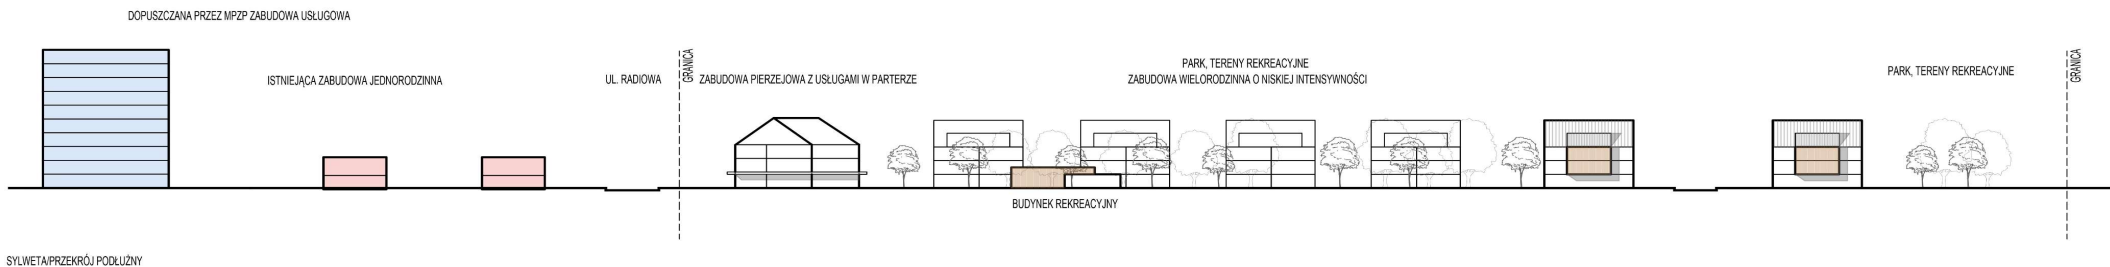 DOPUSZCZANA PRZEZ MPZP ZABUDOWA USŁUGOWA
ISTNIEJĄCA ZABUDOWA JEDNORODZINNA
UL. RADIOWA
GRANICA
ZABUDOWA PIERZEJOWA Z USŁUGAMI W PARTERZE
PARK, TERENY REKREACYJNE
ZABUDOWA WIELORODZINNA O NISKIEJ INTENSYWNOŚCI
PARK, TERENY REKREACYJNE
GRANICA
BUDYNEK REKREACYJNY
SYLWETA/PRZEKRÓJ PODŁUŻNY